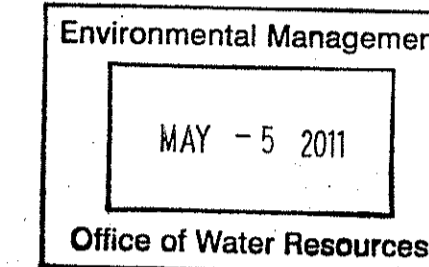 Environmental Managemen
MAY - 5 2011
Office of Water Resources